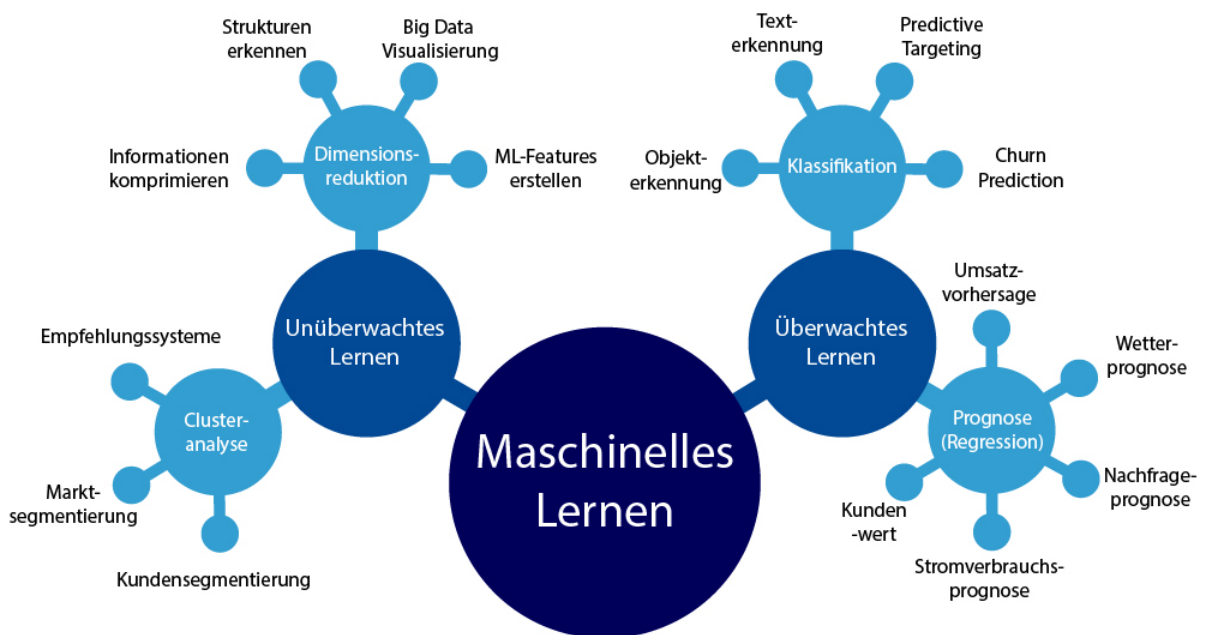 Strukturen
erkennen
Big Data
Visualisierung
Informationen
komprimieren
Dimensions-
reduktion
ML-Features
erstellen
Text-
erkennung
Predictive
Targeting
Objekt-
erkennung
Klassifikation
Churn
Prediction
Unüberwachtes
Lernen
Überwachtes
Lernen
Empfehlungssysteme
Cluster-
analyse
Markt-
segmentierung
Kundensegmentierung
Maschinelles
Lernen
Umsatz-
vorhersage
Wetter-
prognose
Prognose
(Regression)
Nachfrage-
prognose
Kunden
-wert
Stromverbrauchs-
prognose